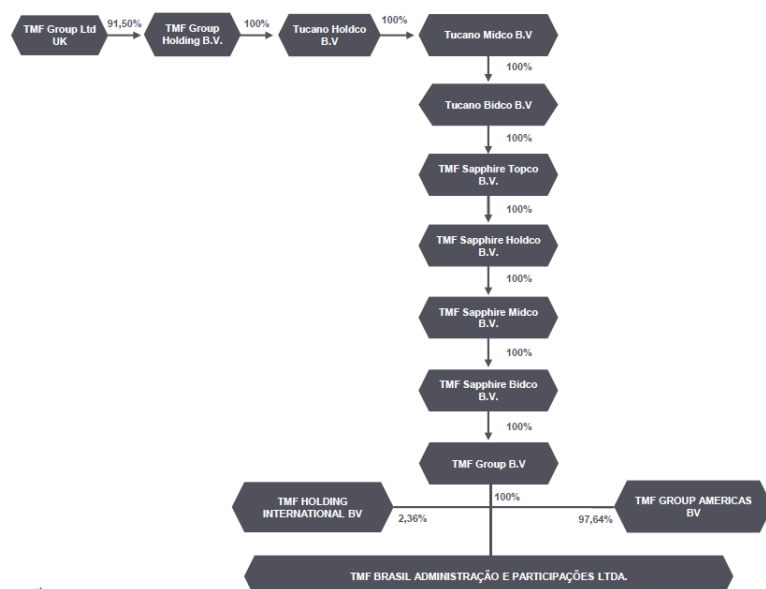 TMF Group Ltd
UK
91,50%
TMF Group
Holding B.V.
100%
Tucano Holdco
B.V
100%
Tucano Midco B.V
100%
Tucano Bidco B.V
100%
TMF Sapphire Topco
B.V.
100%
TMF Sapphire Holdco
B.V.
100%
TMF Sapphire Midco
B.V.
100%
TMF Sapphire Bidco
B.V.
100%
TMF Group B.V
100%
TMF HOLDING
INTERNATIONAL BV
2,36%
97,64%
TMF GROUP AMERICAS
BV
TMF BRASIL ADMINISTRAÇÃO E PARTICIPAÇÕES LTDA.